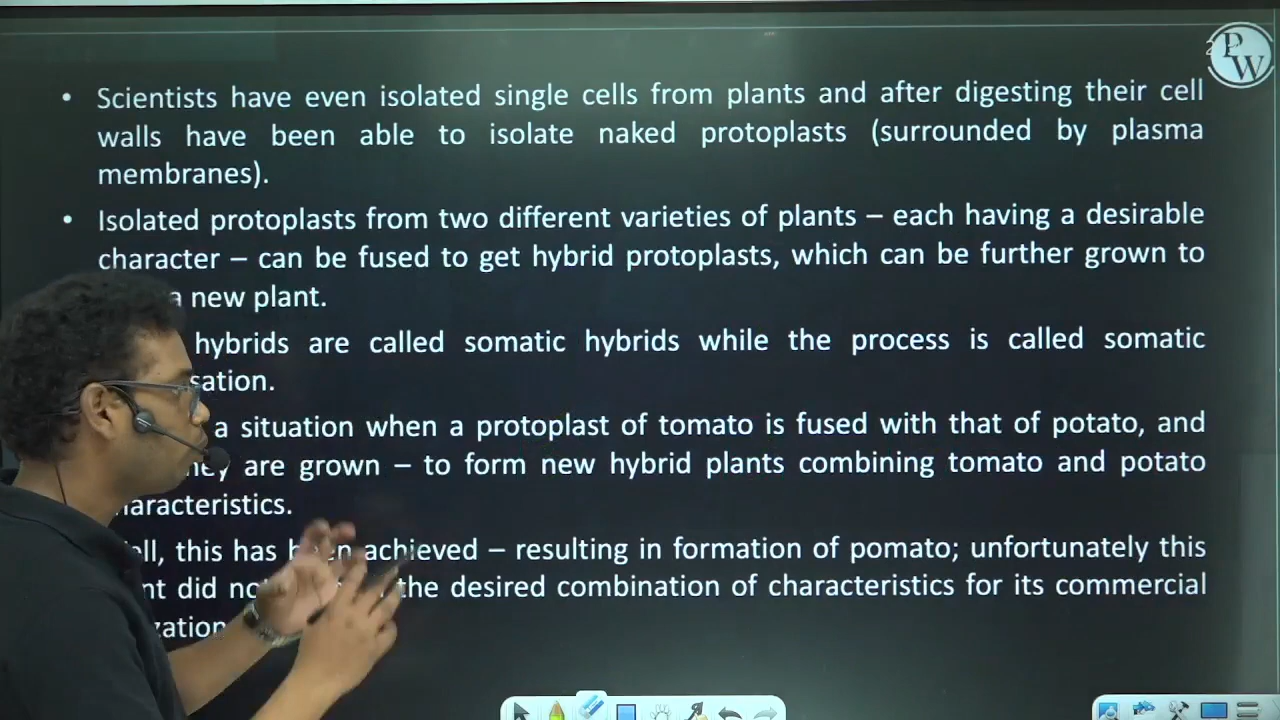 PW
• Scientists have even isolated single cells from plants and after digesting their cell
walls have been able to isolate naked protoplasts (surrounded by plasma
membranes).
• Isolated protoplasts from two different varieties of plants – each having a desirable
character – can be fused to get hybrid protoplasts, which can be further grown to
a new plant.
hybrids are called somatic hybrids while the process is called somatic
sation.
a situation when a protoplast of tomato is fused with that of potato, and
they are grown – to form new hybrid plants combining tomato and potato
haracteristics.
ell, this has been achieved – resulting in formation of pomato; unfortunately this
nt did not the desired combination of characteristics for its commercial
zation